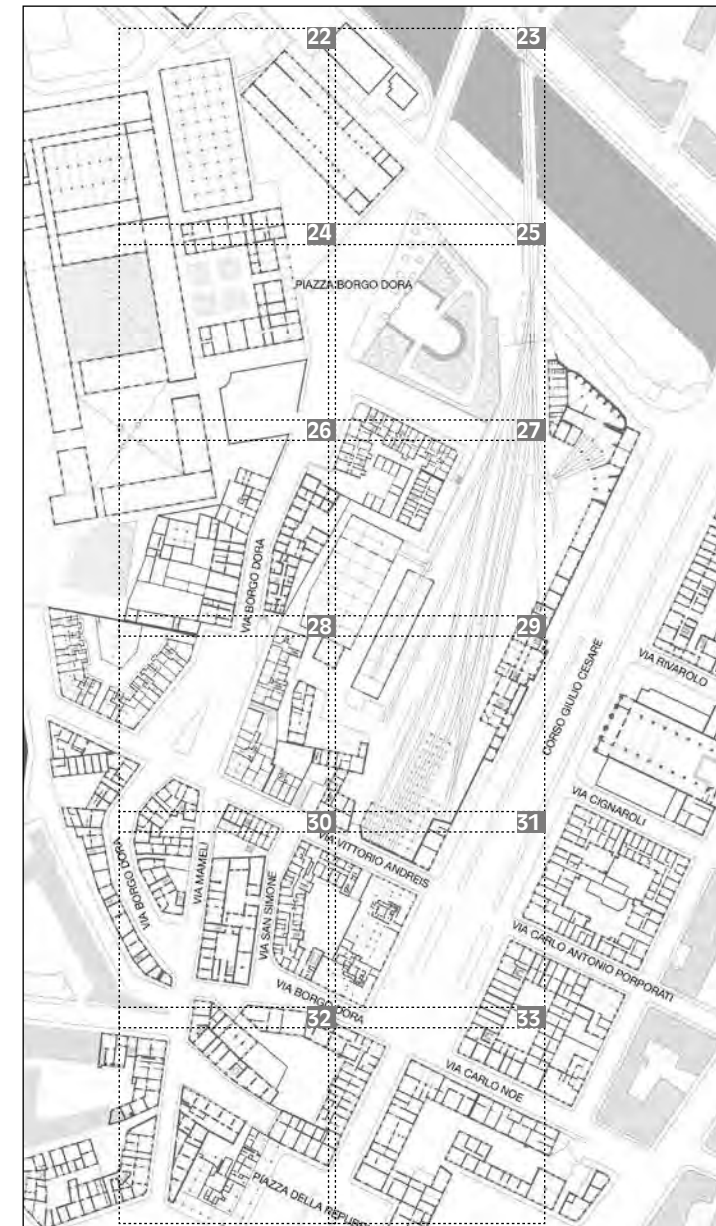 22
23
24
25
PIAZZA BORGO DORA
26
27
VIA BORGO DORA
28
29
CORSO GIULIO CESARE
VIA RIVAROLO
VIA CIGNAROLI
30
31
VIA VITTORIO ANDREIS
VIA BORGO DORA
VIA MAMELI
VIA SAN SIMONE
VIA CARLO ANTONIO PORPORATI
VIA BORGO DORA
32
33
VIA CARLO NOE
PIAZZA DELLA